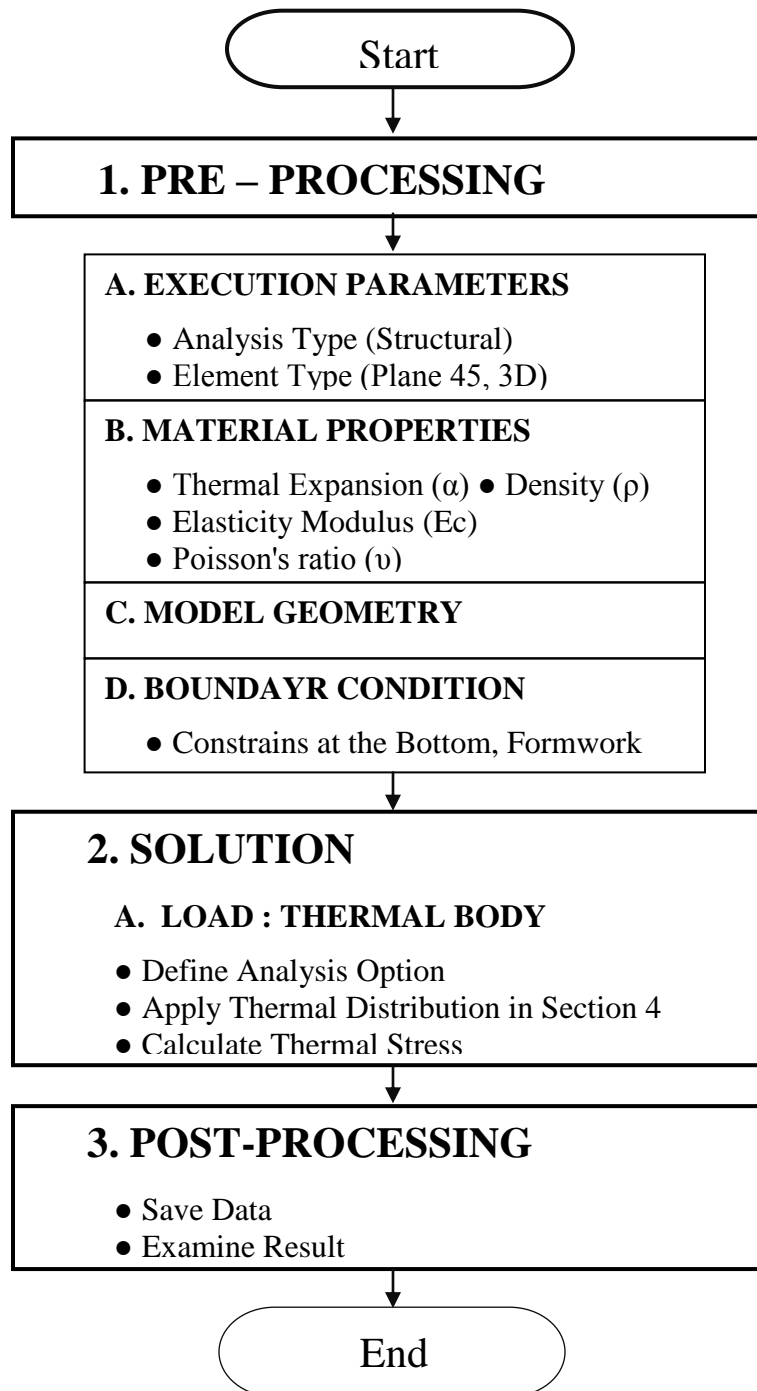 Start
1. PRE – PROCESSING
A. EXECUTION PARAMETERS
● Analysis Type (Structural)
● Element Type (Plane 45, 3D)
B. MATERIAL PROPERTIES
● Thermal Expansion (α) ● Density (ρ)
● Elasticity Modulus (Ec)
● Poisson's ratio (υ)
C. MODEL GEOMETRY
D. BOUNDAYR CONDITION
● Constrains at the Bottom, Formwork
2. SOLUTION
A. LOAD : THERMAL BODY
● Define Analysis Option
● Apply Thermal Distribution in Section 4
● Calculate Thermal Stress
3. POST-PROCESSING
● Save Data
● Examine Result
End